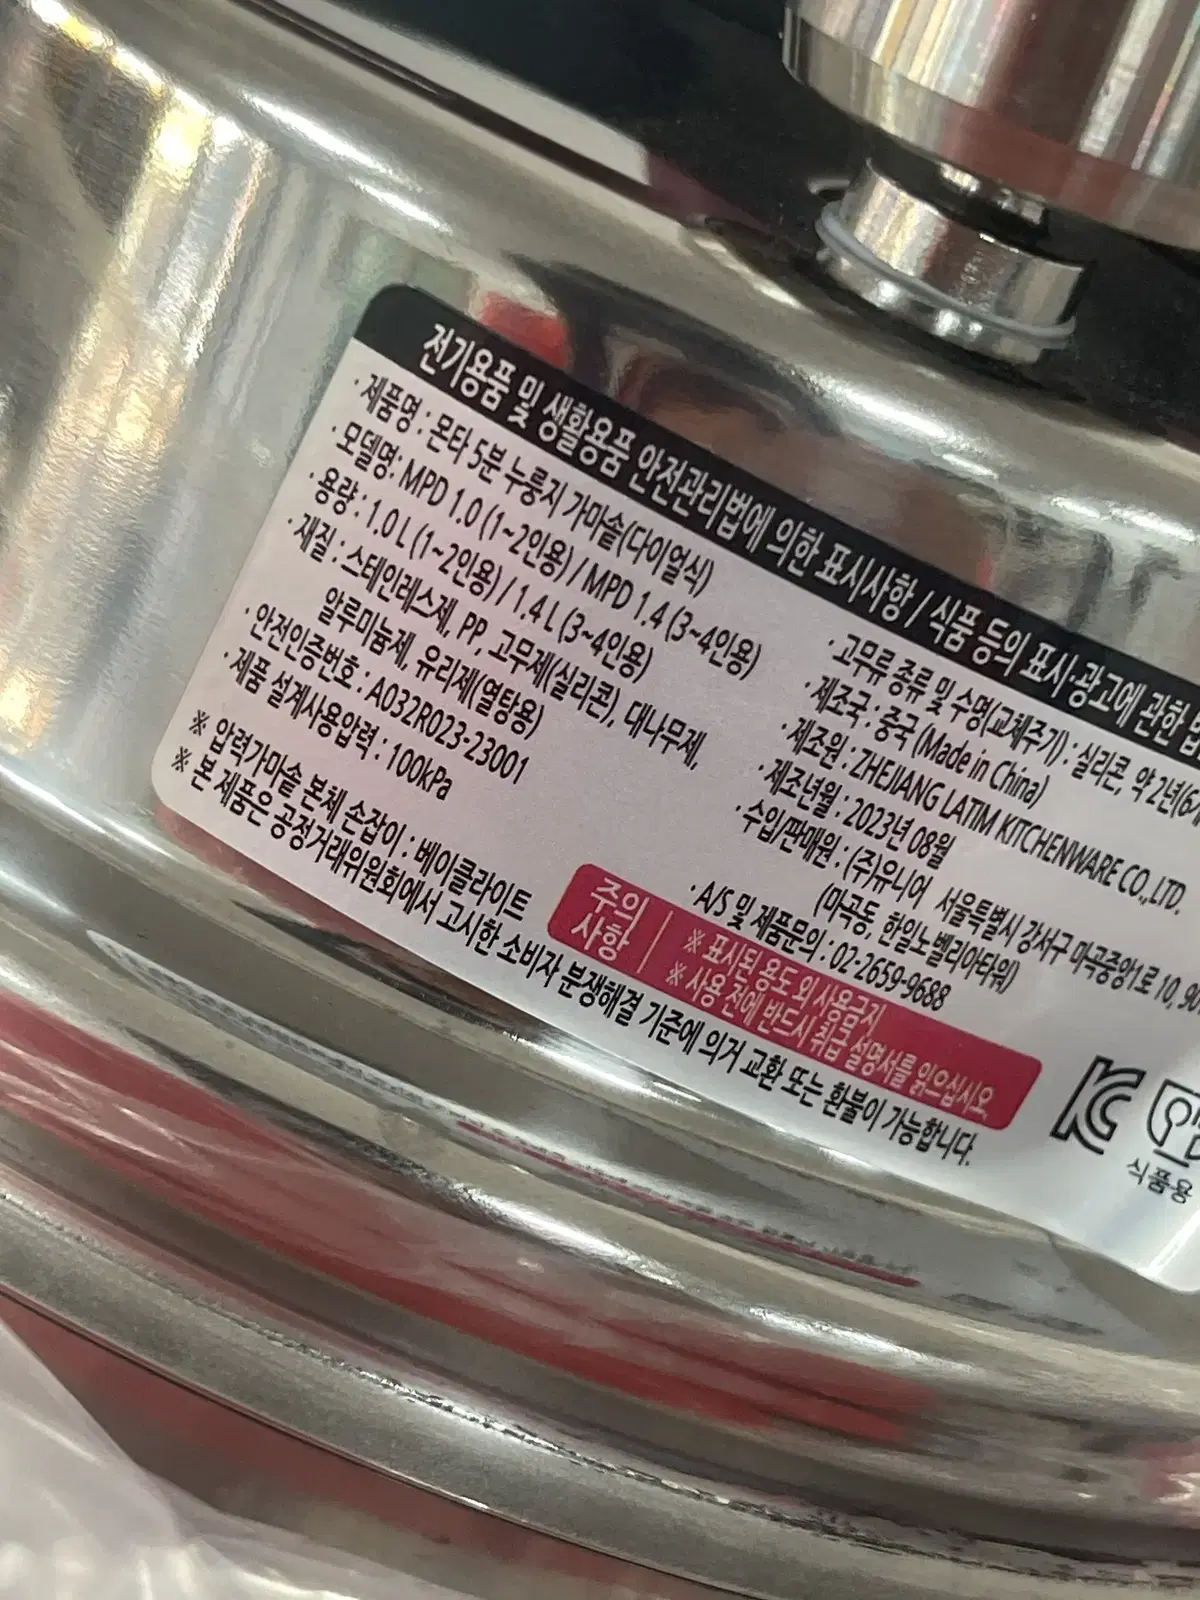 전기용품 및 생활용품 안전관리법에 의한 표시사항 / 식품 등의 표시·광고에 관한
· 제품명 : 몬타 5분 누룽지 가마솥(다이얼식)
· 모델명: MPD 1.0 (1~2인용) / MPD 1.4 (3~4인용)
· 용량 : 1.0 L (1~2인용) / 1.4 L (3~4인용)
· 재질 : 스테인레스제, PP, 고무제(실리콘), 대나무제,
알루미늄제, 유리제(열탕용)
· 안전인증번호 : A032R023-23001
· 제품 설계사용압력 : 100kPa
※ 압력가마솥 본체 손잡이 : 베이클라이트
※ 본 제품은 공정거래위원회에서 고시한 소비자 분쟁해결 기준에 의거 교환 또는 환불이 가능합니다.
· 고무류 종류 및 수명(교체주기) : 실리콘, 약 2년
· 제조국 : 중국 (Made in China)
· 제조원 : ZHEJIANG LATIM KITCHENWARE CO.,LTD.
· 제조년월 : 2023년 08월
· 수입/판매원 : (주)유니어 서울특별시 강서구 마곡중앙1로 10,
(마곡동, 한일노벨리아타워)
· A/S 및 제품문의 : 02-2659-9688
주의
사항
※ 표시된 용도 외 사용금지
※ 사용 전에 반드시 취급 설명서를 읽으십시오.
식품용